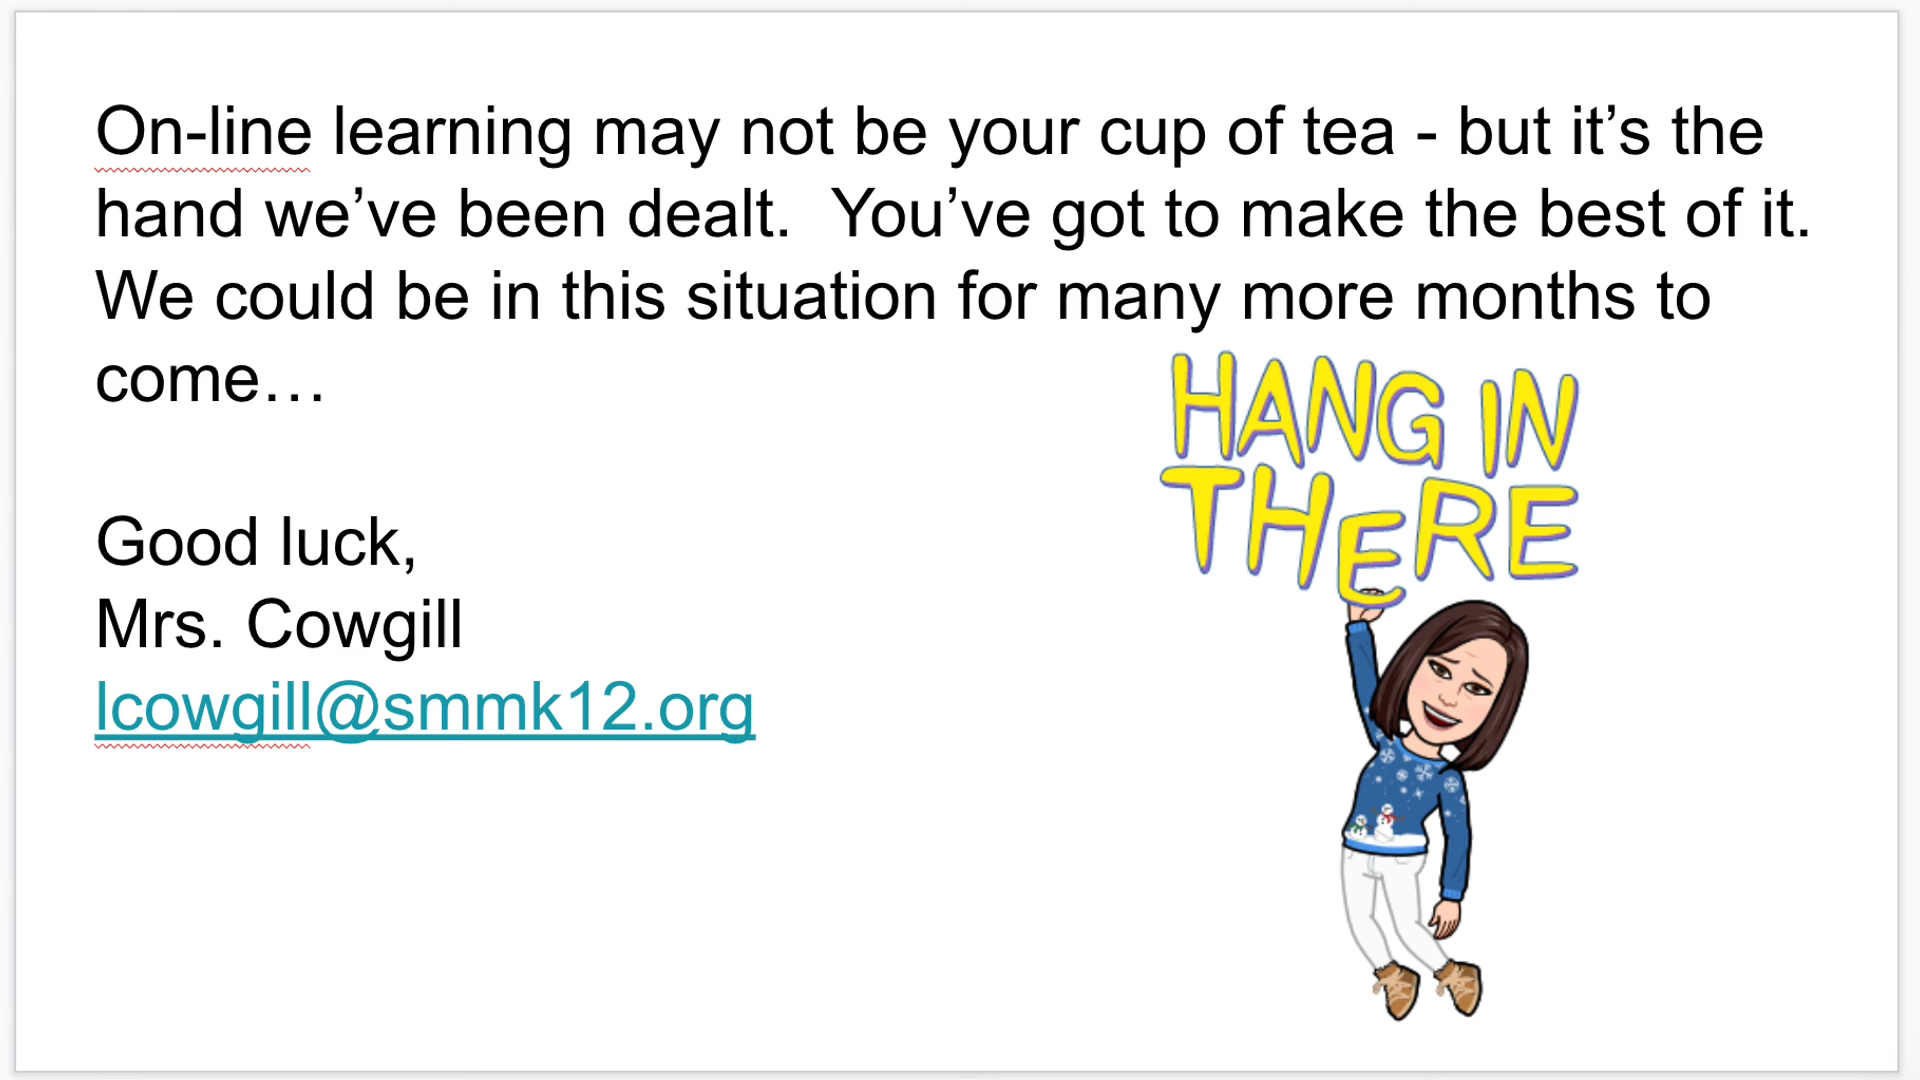 On-line learning may not be your cup of tea - but it’s the
hand we’ve been dealt.  You’ve got to make the best of it.
We could be in this situation for many more months to
come…
HANG IN
THERE
Good luck,
Mrs. Cowgill
lcowgill@smmk12.org